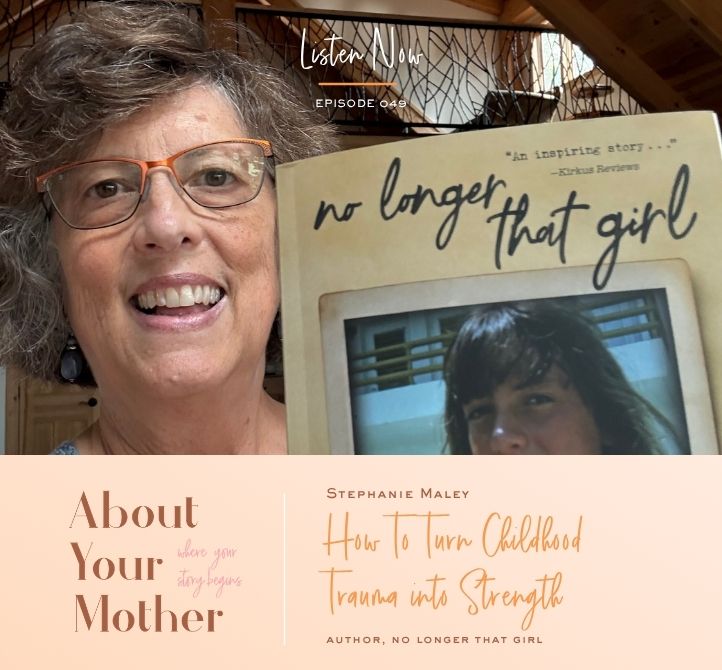 Listen Now
EPISODE 049
"An inspiring story..."
—Kirkus Reviews
no longer
that girl
About
Your
Mother
where your
story begins
STEPHANIE MALEY
How to Turn Childhood
Trauma into Strength
AUTHOR, NO LONGER THAT GIRL